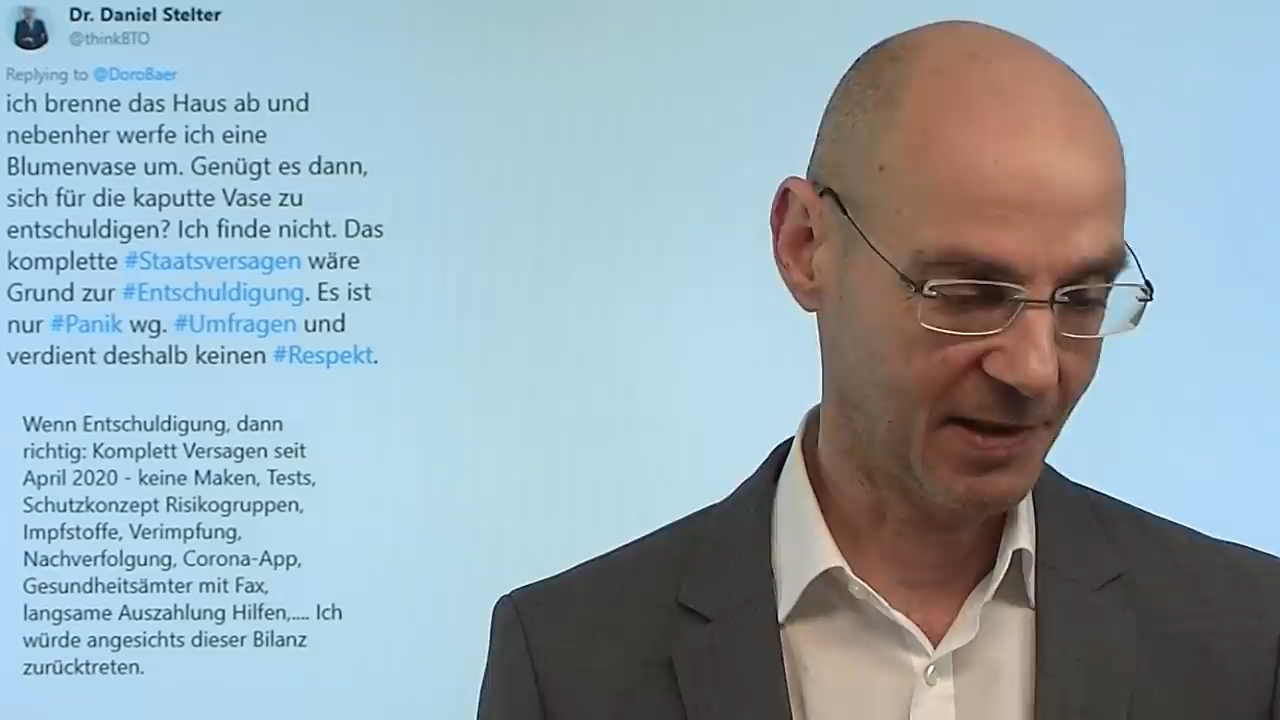 Dr. Daniel Stelter
@thinkBTO
Replying to @DoroBaer
ich brenne das Haus ab und
nebenher werfe ich eine
Blumenvase um. Genügt es dann,
sich für die kaputte Vase zu
entschuldigen? Ich finde nicht. Das
komplette #Staatsversagen wäre
Grund zur #Entschuldigung. Es ist
nur #Panik wg. #Umfragen und
verdient deshalb keinen #Respekt.
Wenn Entschuldigung, dann
richtig: Komplett Versagen seit
April 2020 - keine Maken, Tests,
Schutzkonzept Risikogruppen,
Impfstoffe, Verimpfung,
Nachverfolgung, Corona-App,
Gesundheitsämter mit Fax,
langsame Auszahlung Hilfen,.... Ich
würde angesichts dieser Bilanz
zurücktreten.